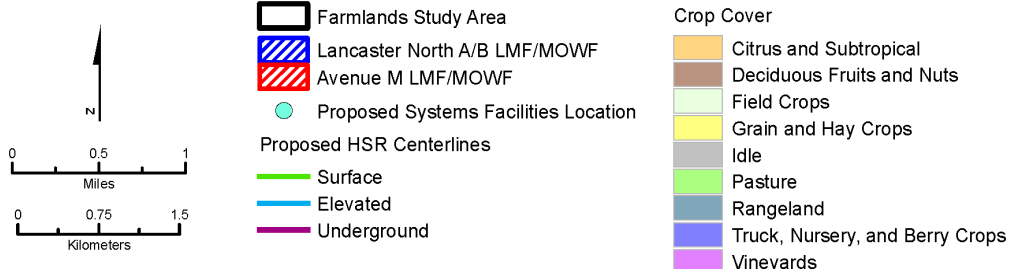 N
0 0.5 1
Miles
0 0.75 1.5
Kilometers
Farmlands Study Area
Lancaster North A/B LMF/MOWF
Avenue M LMF/MOWF
Proposed Systems Facilities Location
Proposed HSR Centerlines
Surface
Elevated
Underground
Crop Cover
Citrus and Subtropical
Deciduous Fruits and Nuts
Field Crops
Grain and Hay Crops
Idle
Pasture
Rangeland
Truck, Nursery, and Berry Crops
Vineyards